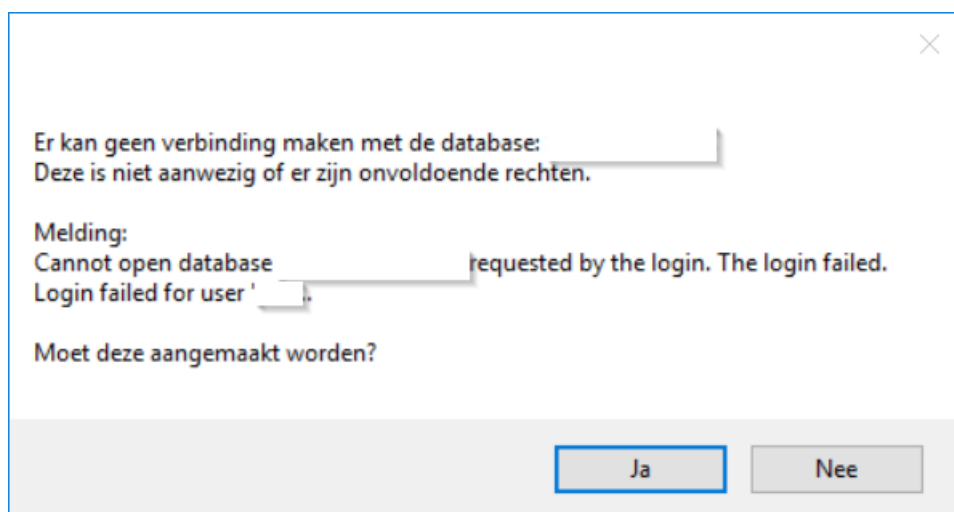 Er kan geen verbinding maken met de database:
Deze is niet aanwezig of er zijn onvoldoende rechten.
Melding:
Cannot open database requested by the login. The login failed.
Login failed for user '.
Moet deze aangemaakt worden?
Ja
Nee